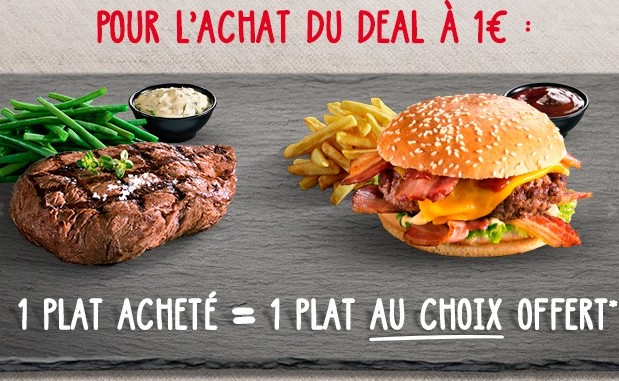 POUR L'ACHAT DU DEAL À 1€ :
1 PLAT ACHETÉ = 1 PLAT AU CHOIX OFFERT*